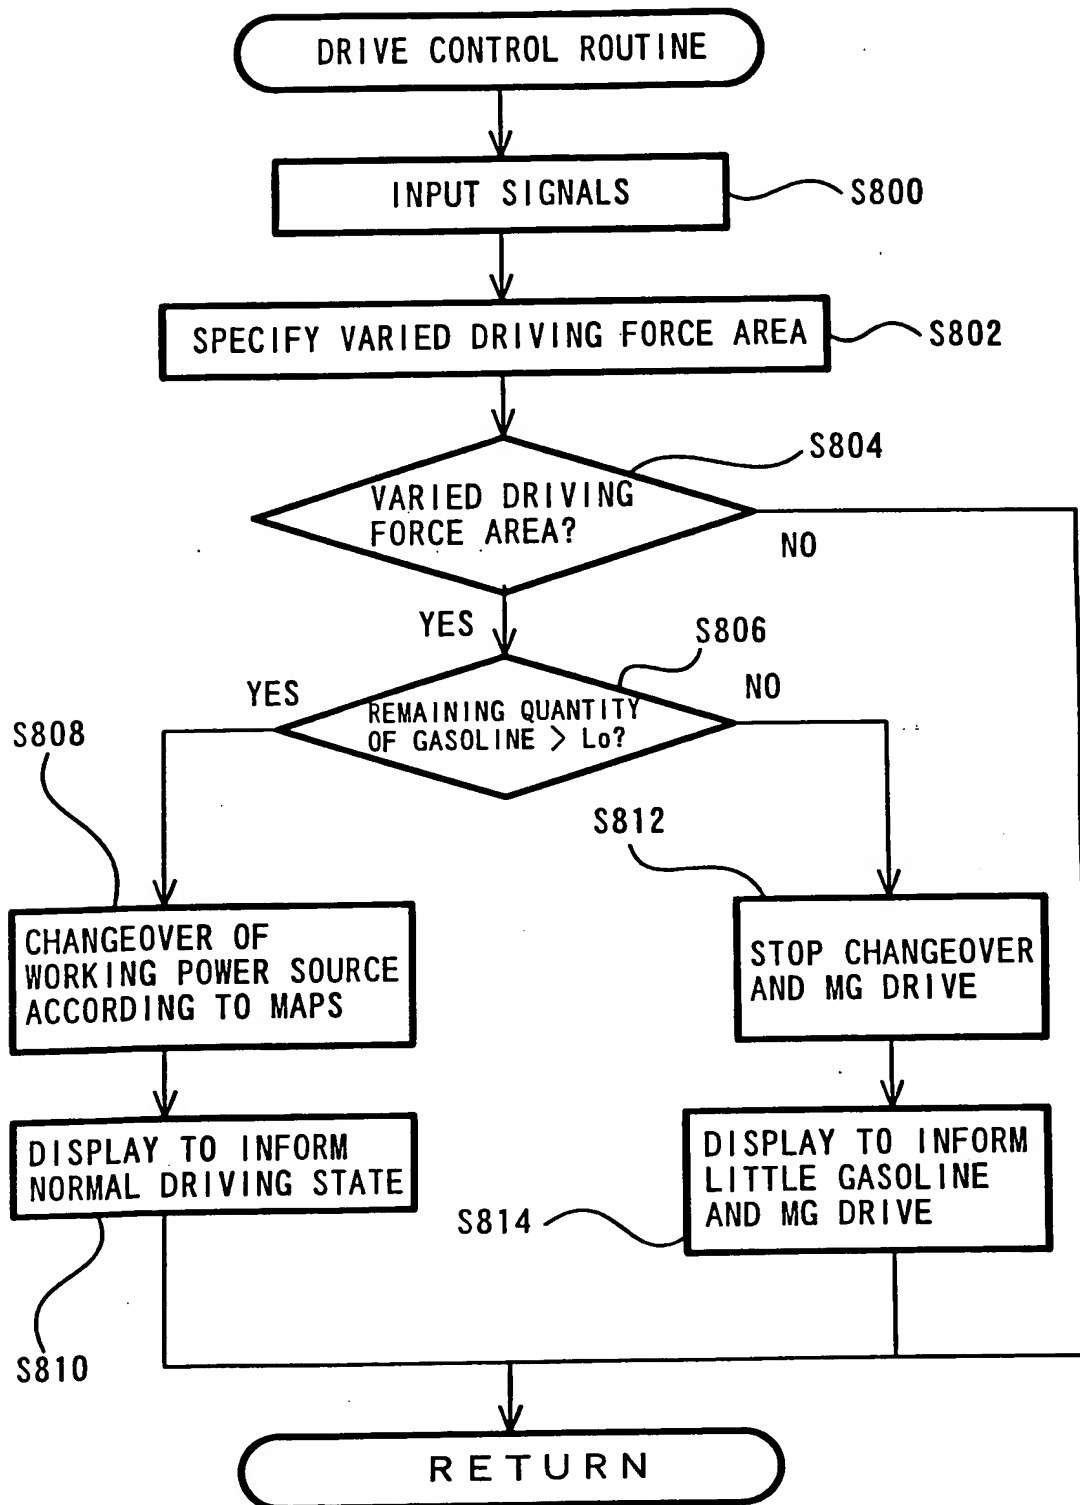 DRIVE CONTROL ROUTINE
INPUT SIGNALS
S800
SPECIFY VARIED DRIVING FORCE AREA
S802
S804
VARIED DRIVING
FORCE AREA?
NO
YES
S806
YES
NO
REMAINING QUANTITY
OF GASOLINE > Lo?
S808
S812
CHANGEOVER OF
WORKING POWER SOURCE
ACCORDING TO MAPS
STOP CHANGEOVER
AND MG DRIVE
DISPLAY TO INFORM
NORMAL DRIVING STATE
DISPLAY TO INFORM
LITTLE GASOLINE
AND MG DRIVE
S814
S810
RETURN